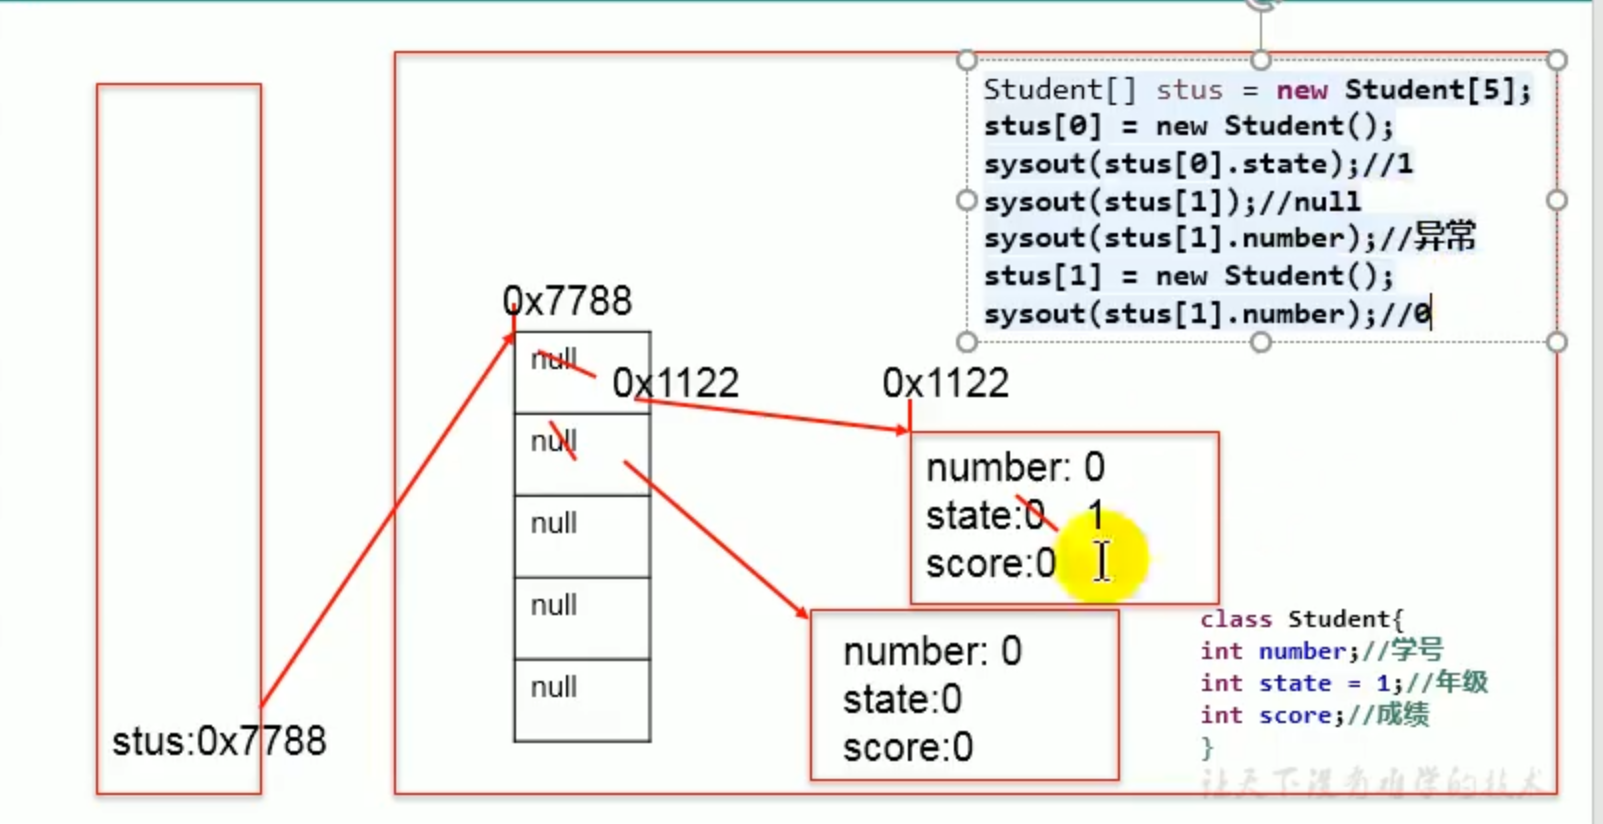 Student[] stus = new Student[5];
stus[0] = new Student();
sysout(stus[0].state);//1
sysout(stus[1]);//null
sysout(stus[1].number);//异常
stus[1] = new Student();
sysout(stus[1].number);//0
0x7788
null
0x1122
null
null
null
null
stus:0x7788
0x1122
number: 0
state:0 1
score:0
number: 0
state:0
score:0
class Student{
int number;//学号
int state = 1;//年级
int score;//成绩
}
让天下没有难学的技术